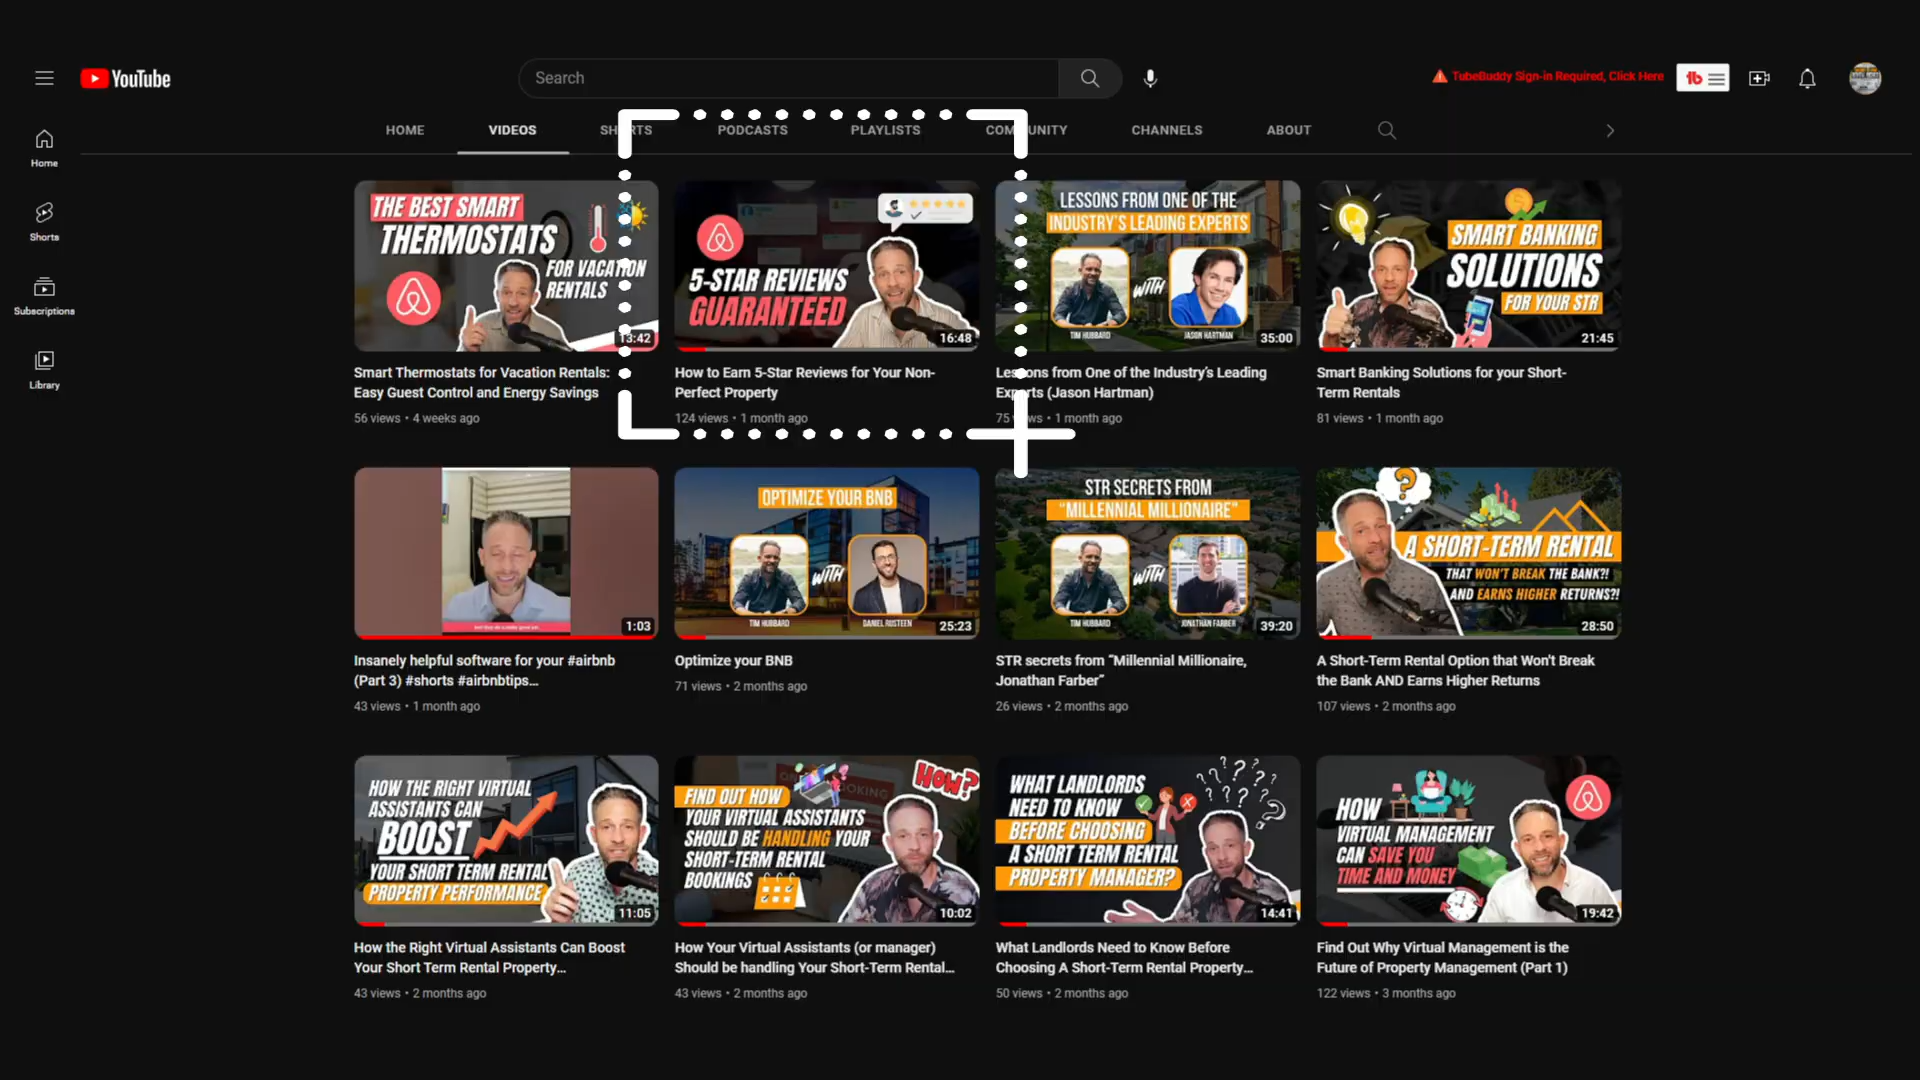 YouTube
Search
TubeBuddy Sign-in Required, Click Here
tb
HOME
VIDEOS
SHORTS
PODCASTS
PLAYLISTS
COMMUNITY
CHANNELS
ABOUT
Home
Shorts
Subscriptions
Library
THE BEST SMART
THERMOSTATS
FOR VACATION
RENTALS
13:42
Smart Thermostats for Vacation Rentals:
Easy Guest Control and Energy Savings
56 views • 4 weeks ago
5-STAR REVIEWS
GUARANTEED
16:48
How to Earn 5-Star Reviews for Your Non-
Perfect Property
124 views • 1 month ago
LESSONS FROM ONE OF THE
INDUSTRY'S LEADING EXPERTS
WITH
TIM HUBBARD
JASON HARTMAN
35:00
Lessons from One of the Industry's Leading
Experts (Jason Hartman)
75 views • 1 month ago
SMART BANKING
SOLUTIONS
FOR YOUR STR
21:45
Smart Banking Solutions for your Short-
Term Rentals
81 views • 1 month ago
1:03
Insanely helpful software for your #airbnb
(Part 3) #shorts #airbnbtips...
43 views • 1 month ago
OPTIMIZE YOUR BNB
WITH
TIM HUBBARD
DANIEL RUSTEEN
25:23
Optimize your BNB
71 views • 2 months ago
STR SECRETS FROM
"MILLENNIAL MILLIONAIRE"
WITH
TIM HUBBARD
JONATHAN FARBER
39:20
STR secrets from “Millennial Millionaire,
Jonathan Farber”
26 views • 2 months ago
A SHORT-TERM RENTAL
THAT WON'T BREAK THE BANK?!
AND EARNS HIGHER RETURNS?!
28:50
A Short-Term Rental Option that Won't Break
the Bank AND Earns Higher Returns
107 views • 2 months ago
HOW THE RIGHT VIRTUAL
ASSISTANTS CAN
BOOST
YOUR SHORT TERM RENTAL
PROPERTY PERFORMANCE
11:05
How the Right Virtual Assistants Can Boost
Your Short Term Rental Property...
43 views • 2 months ago
HOW?
FIND OUT HOW
YOUR VIRTUAL ASSISTANTS
SHOULD BE HANDLING YOUR
SHORT-TERM RENTAL
BOOKINGS
10:02
How Your Virtual Assistants (or manager)
Should be handling Your Short-Term Rental...
43 views • 2 months ago
WHAT LANDLORDS
NEED TO KNOW
BEFORE CHOOSING
A SHORT TERM RENTAL
PROPERTY MANAGER?
14:41
What Landlords Need to Know Before
Choosing A Short-Term Rental Property...
50 views • 2 months ago
HOW
VIRTUAL MANAGEMENT
CAN SAVE YOU
TIME AND MONEY
19:42
Find Out Why Virtual Management is the
Future of Property Management (Part 1)
122 views • 3 months ago